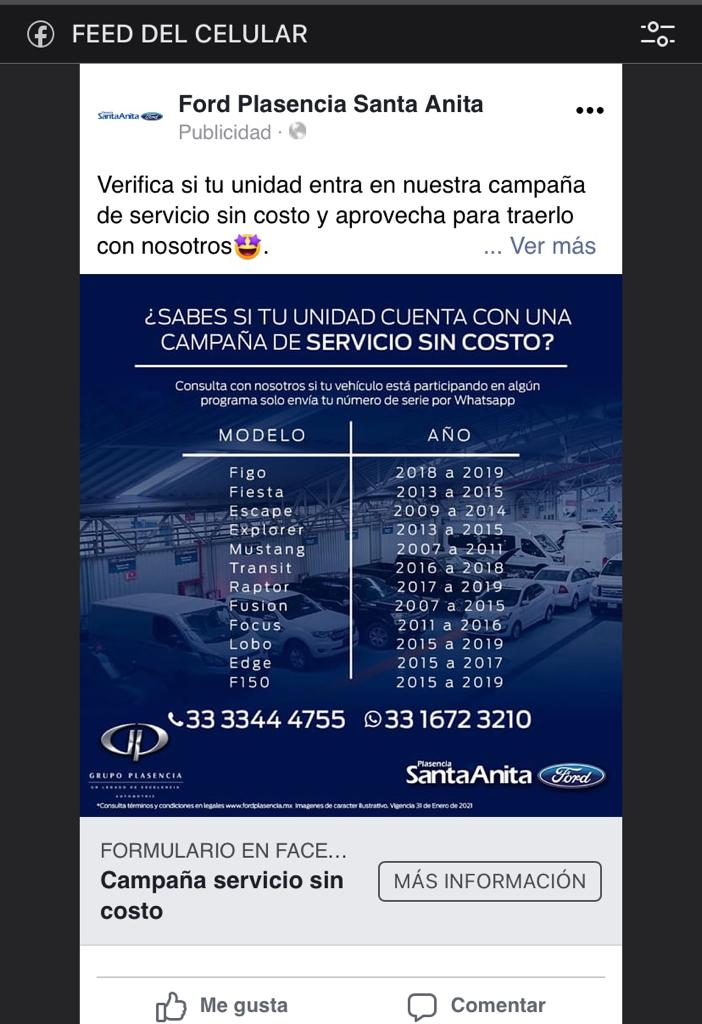 FEED DEL CELULAR
SantaAnita Ford
Ford Plasencia Santa Anita
Publicidad ·
Verifica si tu unidad entra en nuestra campaña
de servicio sin costo y aprovecha para traerlo
con nosotros🤩.
... Ver más
¿SABES SI TU UNIDAD CUENTA CON UNA
CAMPAÑA DE SERVICIO SIN COSTO?
Consulta con nosotros si tu vehículo está participando en algún
programa solo envía tu número de serie por Whatsapp
MODELO AÑO
Figo 2018 a 2019
Fiesta 2013 a 2015
Escape 2009 a 2014
Explorer 2013 a 2015
Mustang 2007 a 2011
Transit 2016 a 2018
Raptor 2017 a 2019
Fusion 2007 a 2015
Focus 2011 a 2016
Lobo 2015 a 2019
Edge 2015 a 2017
F150 2015 a 2019
33 3344 4755 33 1672 3210
GRUPO PLASENCIA
UN LEGADO DE EXCELENCIA
AUTOMOTRIZ
Plasencia
SantaAnita Ford
*Consulta términos y condiciones en legales www.fordplasencia.mx Imagenes de caracter ilustrativo. Vigencia 31 de Enero de 2021
FORMULARIO EN FACE...
Campaña servicio sin
costo
MÁS INFORMACIÓN
Me gusta
Comentar